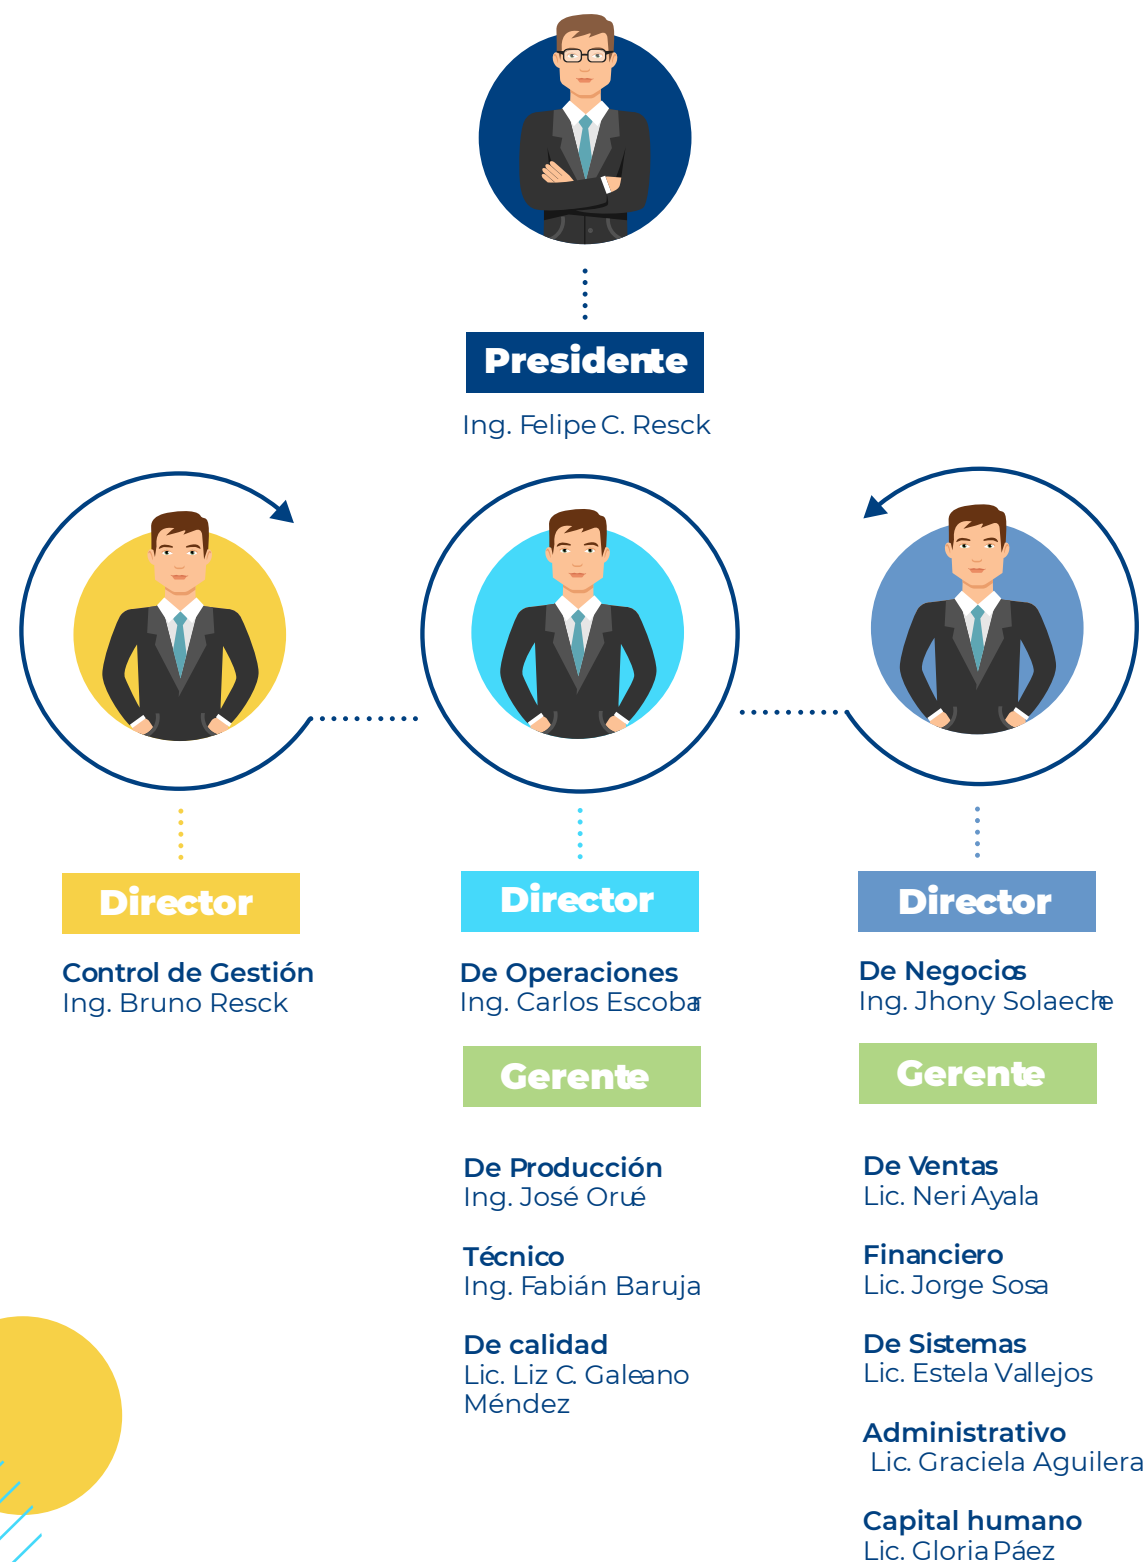 Presidente
Ing. Felipe C. Resck
Director
Control de Gestión
Ing. Bruno Resck
Director
De Operaciones
Ing. Carlos Escobar
Gerente
De Producción
Ing. José Orué
Técnico
Ing. Fabián Baruja
De calidad
Lic. Liz C. Galeano
Méndez
Director
De Negocios
Ing. Jhony Solaeche
Gerente
De Ventas
Lic. Neri Ayala
Financiero
Lic. Jorge Sosa
De Sistemas
Lic. Estela Vallejos
Administrativo
Lic. Graciela Aguilera
Capital humano
Lic. Gloria Páez